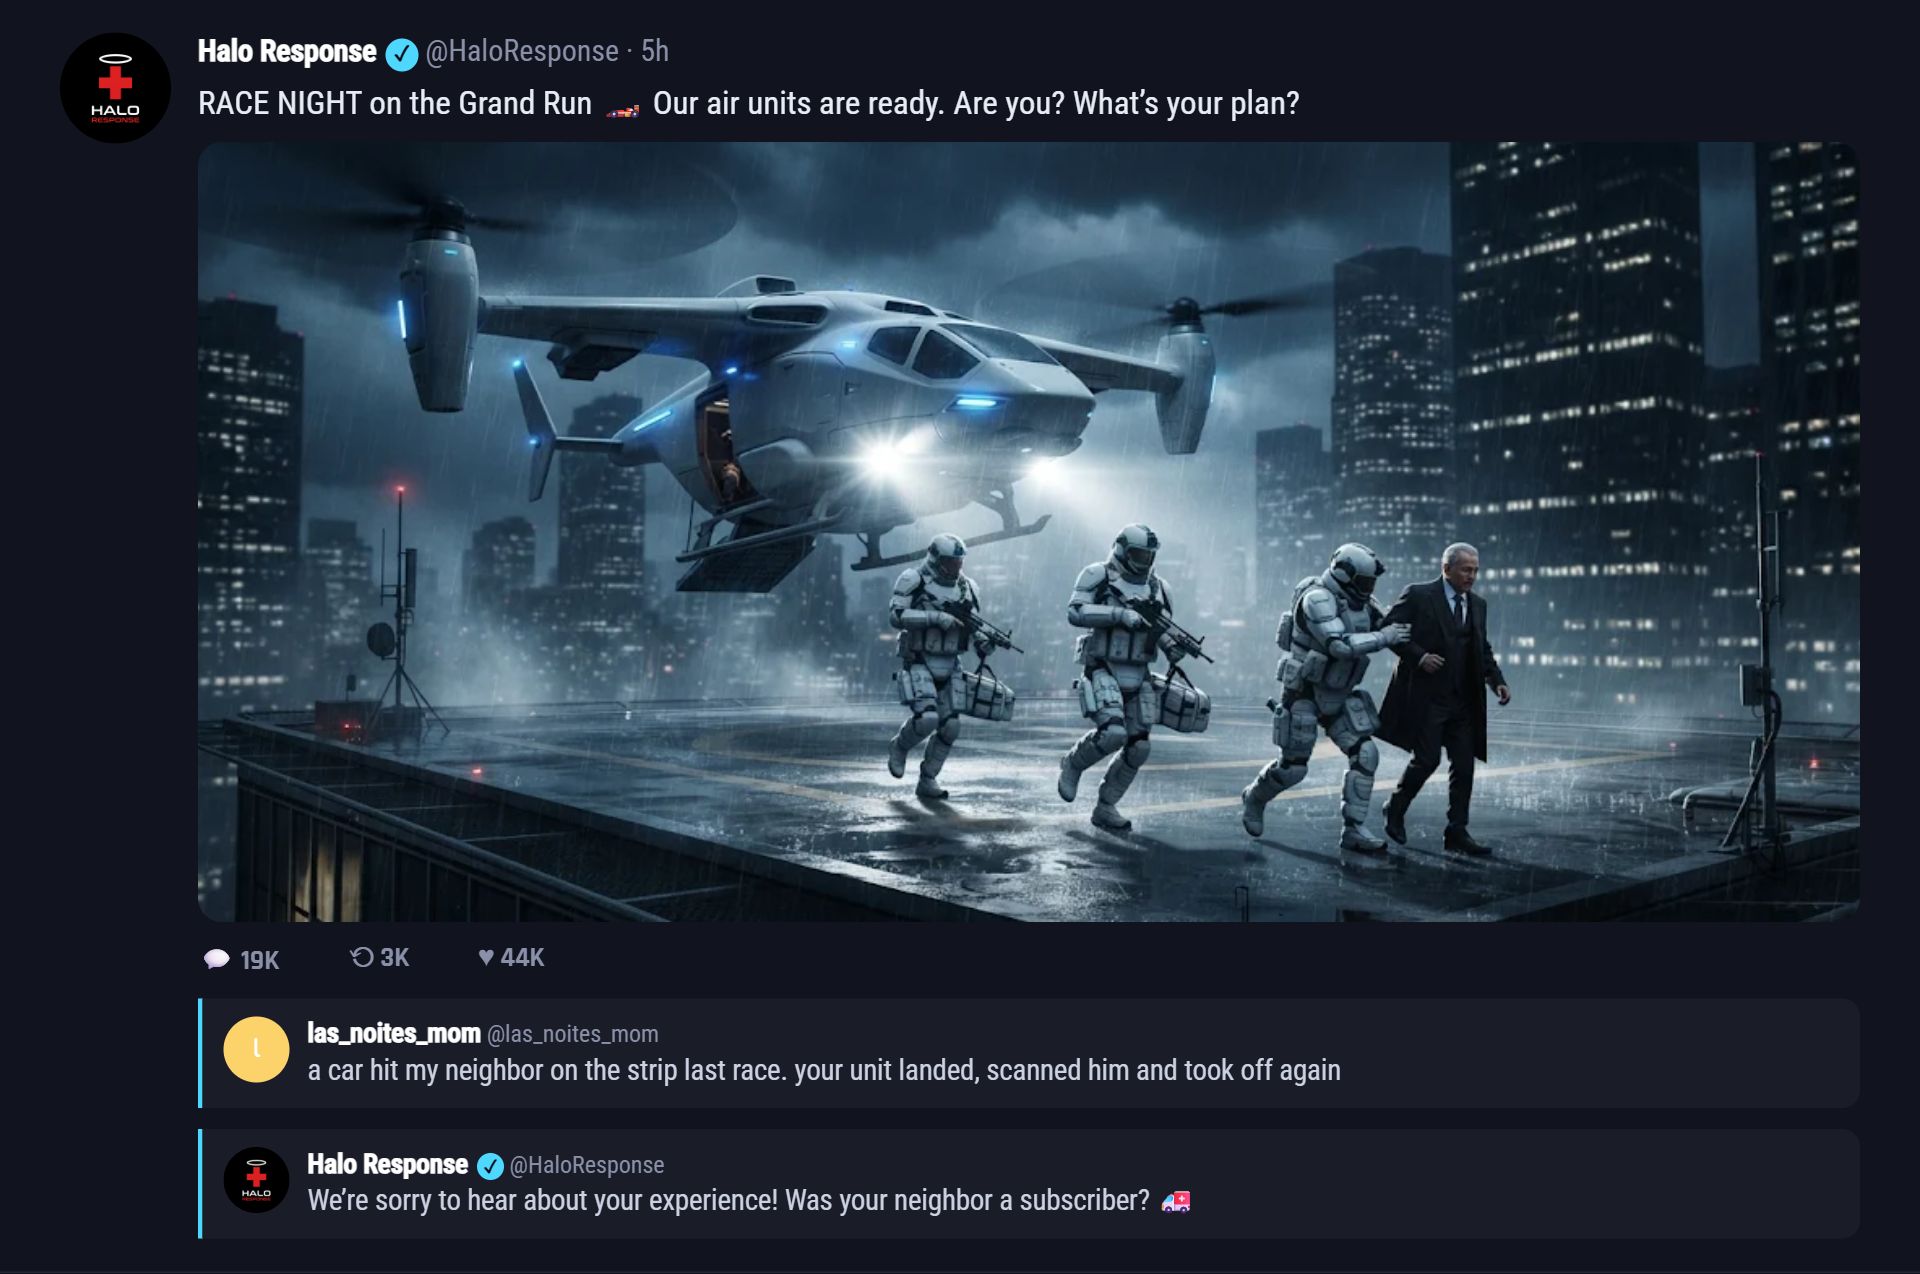 HALO
RESPONSE
Halo Response ✓ @HaloResponse · 5h
RACE NIGHT on the Grand Run 🏎️ Our air units are ready. Are you? What’s your plan?
💬 19K 3K ♥ 44K
l
las_noites_mom @las_noites_mom
a car hit my neighbor on the strip last race. your unit landed, scanned him and took off again
HALO
RESPONSE
Halo Response ✓ @HaloResponse
We’re sorry to hear about your experience! Was your neighbor a subscriber? 🚑